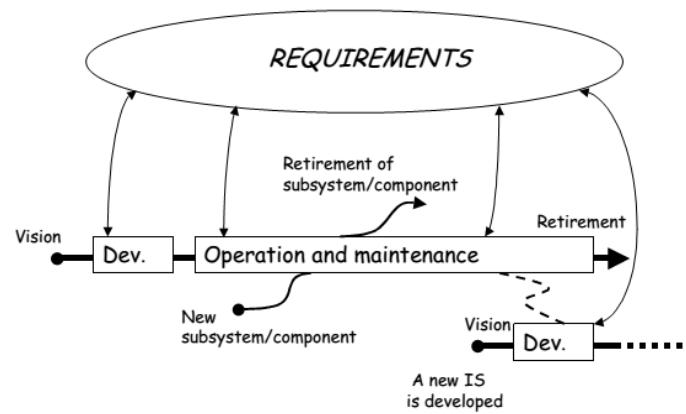 REQUIREMENTS
Retirement of
subsystem/component
Retirement
Vision
Dev.
Operation and maintenance
New
subsystem/component
Vision
Dev.
A new IS
is developed